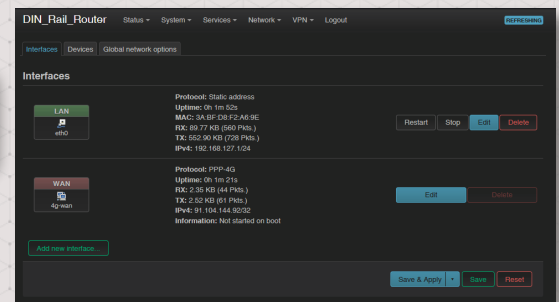 DIN_Rail_Router Status System Services Network VPN Logout REFRESHING
Interfaces Devices Global network options
Interfaces
LAN
eth0
Protocol: Static address
Uptime: 0h 1m 52s
MAC: 3A:BF:D8:F2:A6:9E
RX: 89.77 KB (560 Pkts.)
TX: 552.90 KB (728 Pkts.)
IPv4: 192.168.127.1/24
Restart Stop Edit Delete
WAN
4g-wan
Protocol: PPP-4G
Uptime: 0h 1m 21s
RX: 2.35 KB (44 Pkts.)
TX: 2.52 KB (61 Pkts.)
IPv4: 91.104.144.92/32
Information: Not started on boot
Edit Delete
Add new interface...
Save & Apply Save Reset